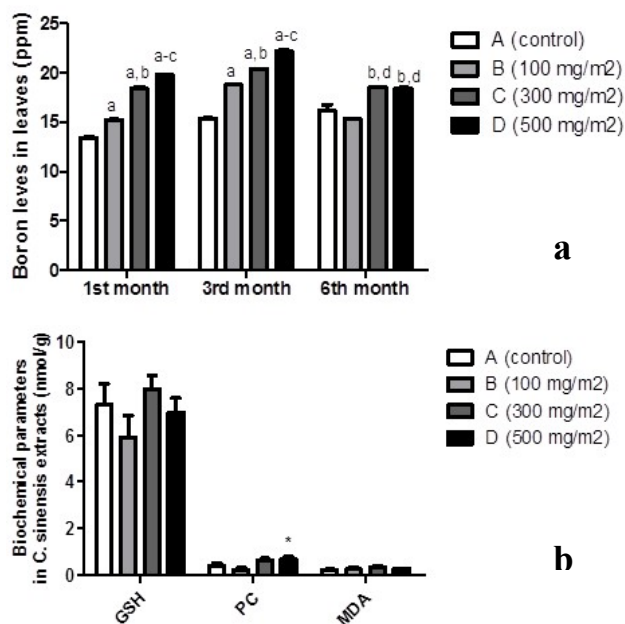 25
20
15
10
5
0
Boron leves in leaves (ppm)
a
a,b
a-c
a
a,b
a-c
b,d
b,d
1st month
3rd month
6th month
A (control)
B (100 mg/m2)
C (300 mg/m2)
D (500 mg/m2)
a
10
8
6
4
2
0
Biochemical parameters
in C. sinensis extracts (nmol/g)
*
GSH
PC
MDA
A (control)
B (100 mg/m2)
C (300 mg/m2)
D (500 mg/m2)
b